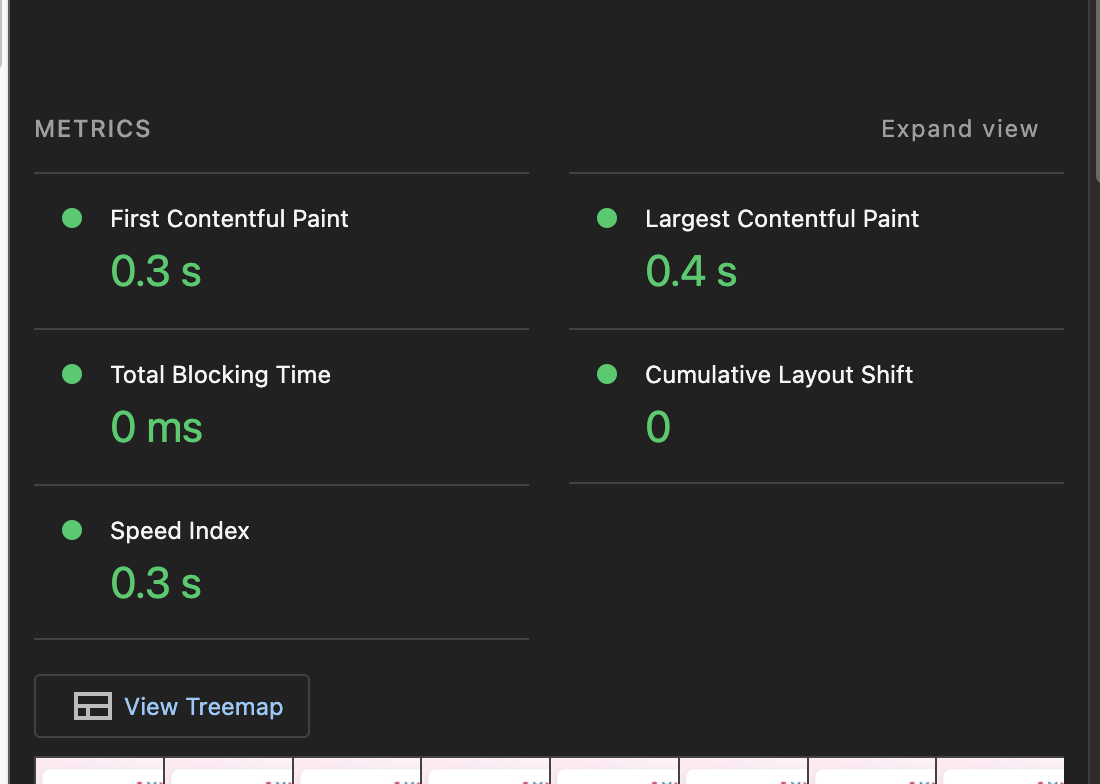 METRICS
Expand view
First Contentful Paint
0.3 s
Largest Contentful Paint
0.4 s
Total Blocking Time
0 ms
Cumulative Layout Shift
0
Speed Index
0.3 s
View Treemap